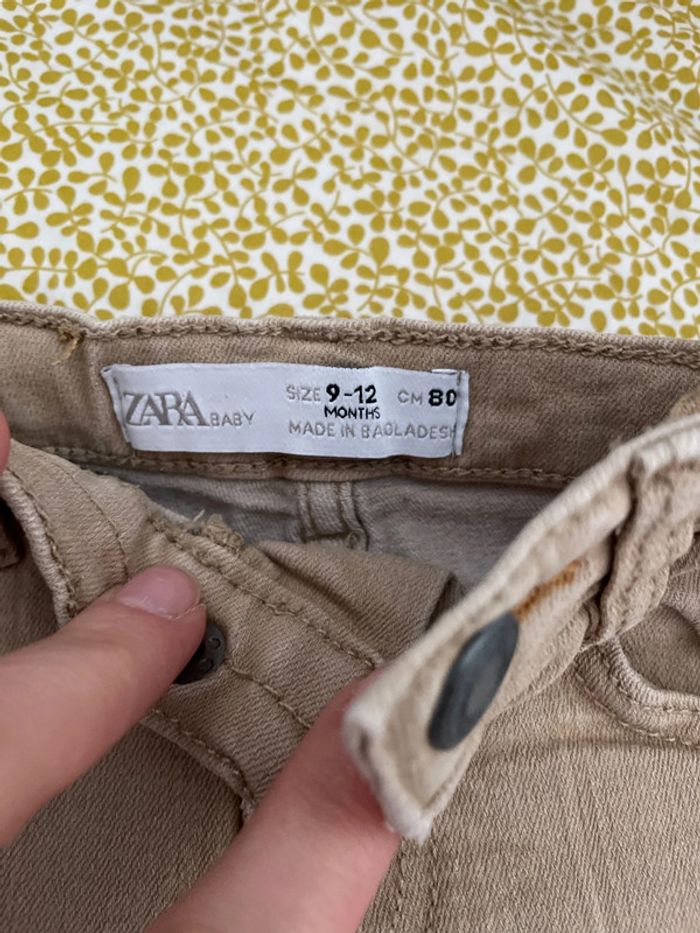 ZARA BABY
SIZE 9-12 CM 80
MONTHS
MADE IN BAGLADESH